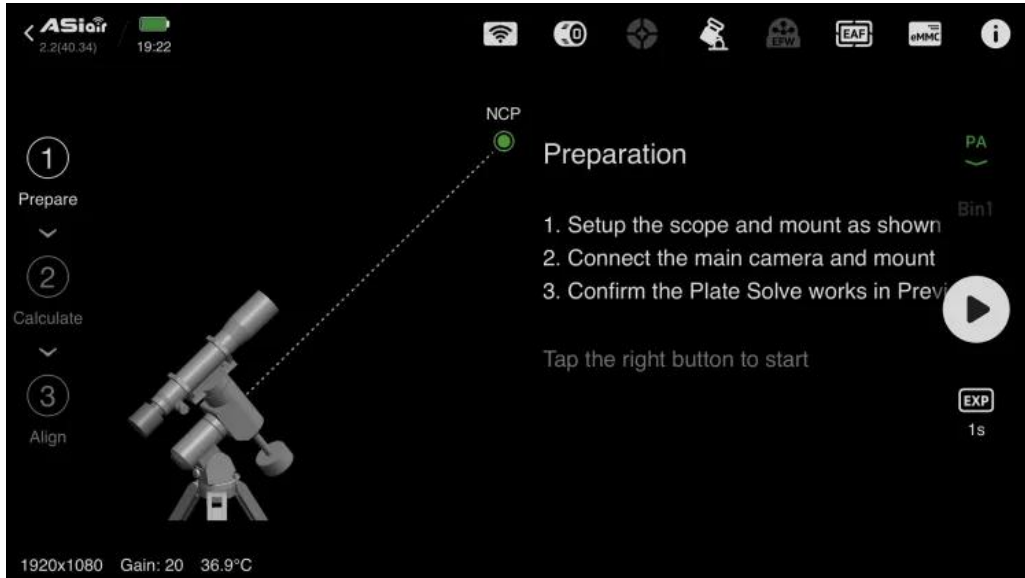 ASiair
2.2(40.34)
19:22
EFW
EAF
eMMC
NCP
1
Prepare
2
Calculate
3
Align
Preparation
1. Setup the scope and mount as shown
2. Connect the main camera and mount
3. Confirm the Plate Solve works in Previ
Tap the right button to start
PA
Bin1
EXP
1s
1920x1080 Gain: 20 36.9°C